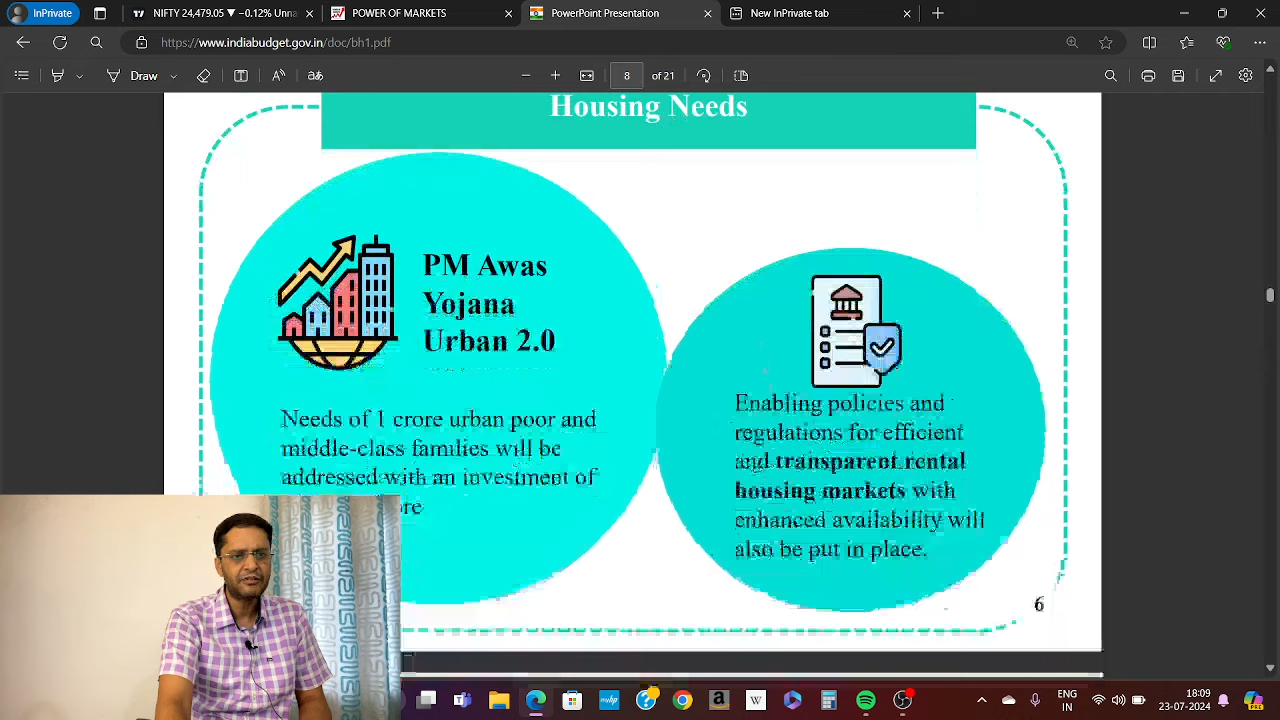 InPrivate
NIFTY 24,479.05 ▼ −0.12% Unna
POWER OF MARKETS
PowerPoint Presentation
New InPrivate tab
https://www.indiabudget.gov.in/doc/bh1.pdf
Draw
8 of 21
Housing Needs
PM Awas
Yojana
Urban 2.0
Needs of 1 crore urban poor and
middle-class families will be
addressed with an investment of
ore
Enabling policies and
regulations for efficient
and transparent rental
housing markets with
enhanced availability will
also be put in place.
6
ENG
IN
18:09
23-07-2024